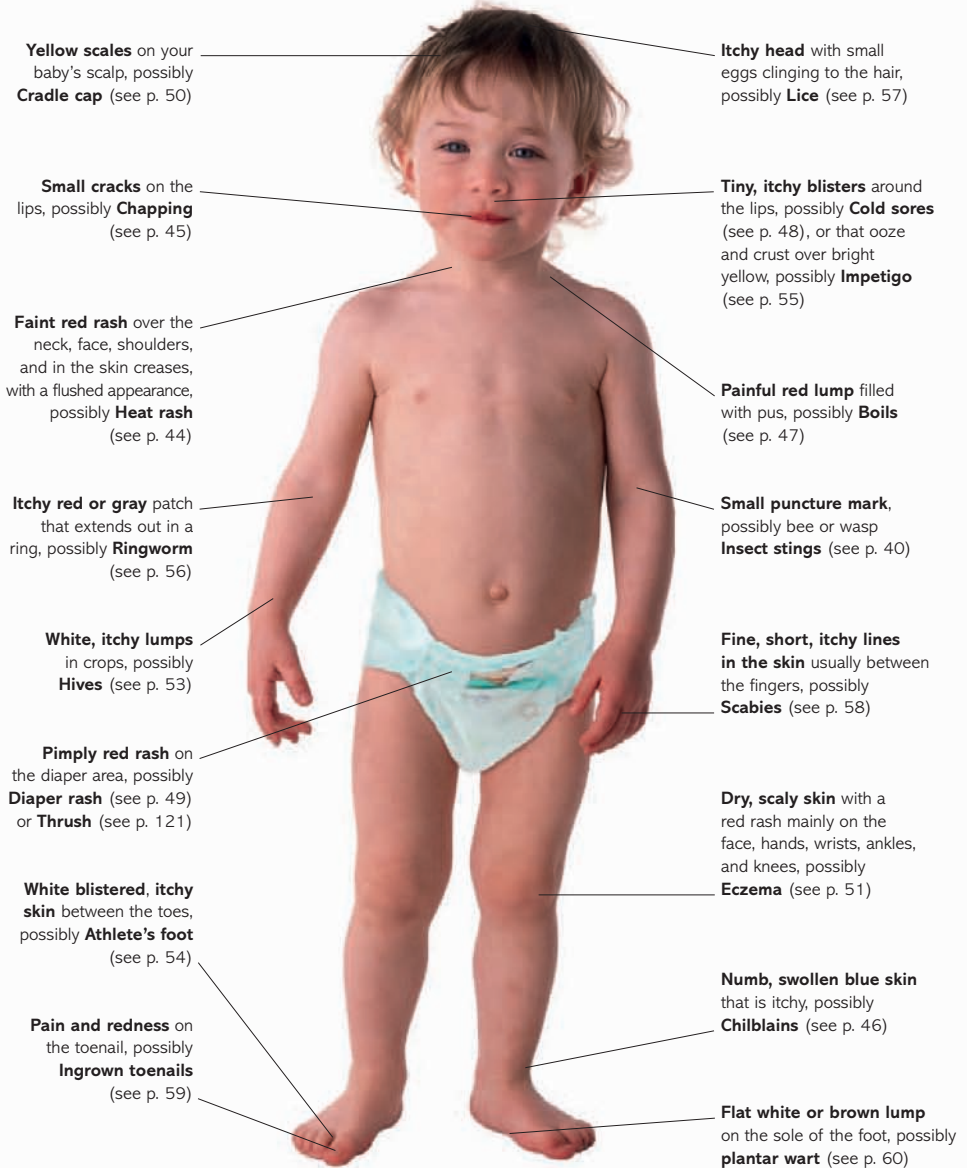 Yellow scales on your
baby's scalp, possibly
Cradle cap (see p. 50)
Small cracks on the
lips, possibly Chapping
(see p. 45)
Faint red rash over the
neck, face, shoulders,
and in the skin creases,
with a flushed appearance,
possibly Heat rash
(see p. 44)
Itchy red or gray patch
that extends out in a
ring, possibly Ringworm
(see p. 56)
White, itchy lumps
in crops, possibly
Hives (see p. 53)
Pimply red rash on
the diaper area, possibly
Diaper rash (see p. 49)
or Thrush (see p. 121)
White blistered, itchy
skin between the toes,
possibly Athlete's foot
(see p. 54)
Pain and redness on
the toenail, possibly
Ingrown toenails
(see p. 59)
Itchy head with small
eggs clinging to the hair,
possibly Lice (see p. 57)
Tiny, itchy blisters around
the lips, possibly Cold sores
(see p. 48), or that ooze
and crust over bright
yellow, possibly Impetigo
(see p. 55)
Painful red lump filled
with pus, possibly Boils
(see p. 47)
Small puncture mark,
possibly bee or wasp
Insect stings (see p. 40)
Fine, short, itchy lines
in the skin usually between
the fingers, possibly
Scabies (see p. 58)
Dry, scaly skin with a
red rash mainly on the
face, hands, wrists, ankles,
and knees, possibly
Eczema (see p. 51)
Numb, swollen blue skin
that is itchy, possibly
Chilblains (see p. 46)
Flat white or brown lump
on the sole of the foot, possibly
plantar wart (see p. 60)